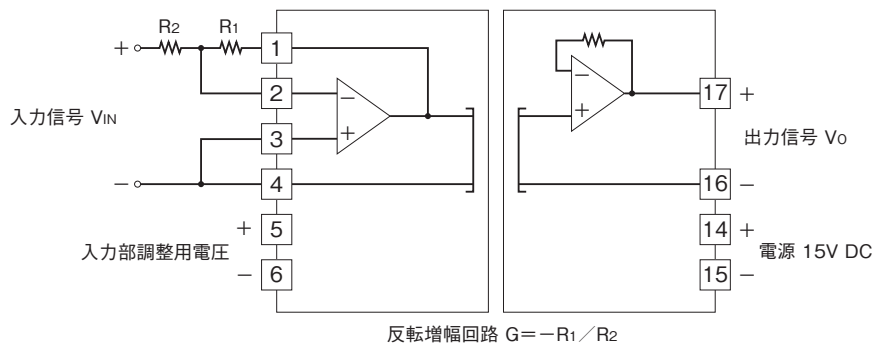 R2 R1
+ 1
2 −
入力信号 VIN
3 +
− 4
+ 5
入力部調整用電圧
− 6
−
+
17 +
出力信号 VO
16 −
14 +
電源 15V DC
15 −
反転増幅回路 G=−R1/R2